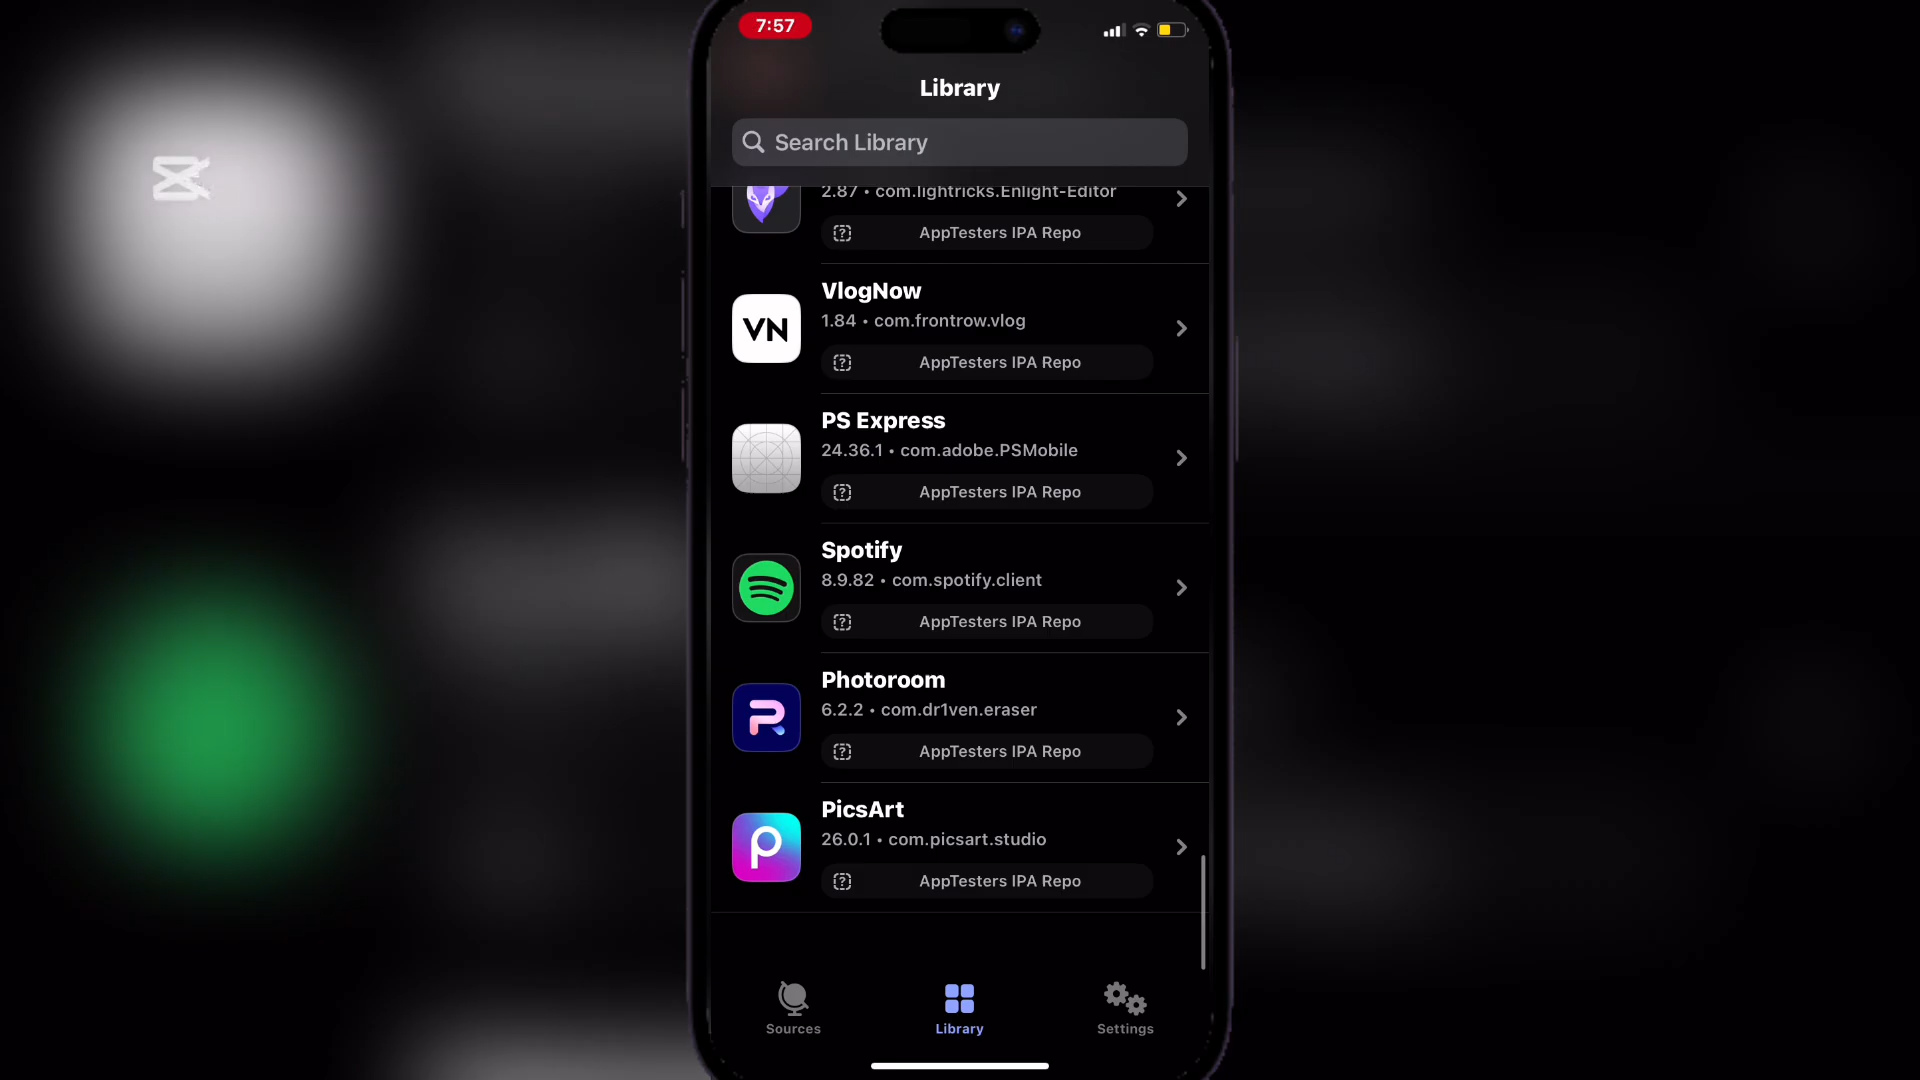 7:57
Library
Search Library
2.87 • com.lightricks.Enlight-Editor
AppTesters IPA Repo
VlogNow
VN
1.84 • com.frontrow.vlog
AppTesters IPA Repo
PS Express
24.36.1 • com.adobe.PSMobile
AppTesters IPA Repo
Spotify
8.9.82 • com.spotify.client
AppTesters IPA Repo
Photoroom
6.2.2 • com.dr1ven.eraser
AppTesters IPA Repo
PicsArt
26.0.1 • com.picsart.studio
AppTesters IPA Repo
Sources
Library
Settings